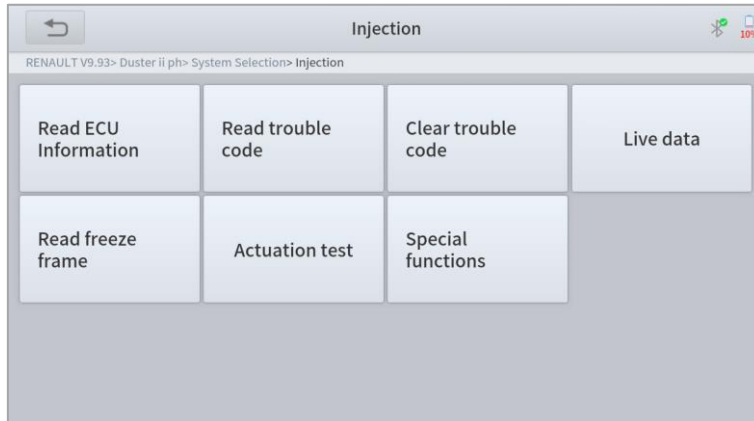 Injection
10%
RENAULT V9.93> Duster ii ph> System Selection> Injection
Read ECU
Information
Read trouble
code
Clear trouble
code
Live data
Read freeze
frame
Actuation test
Special
functions